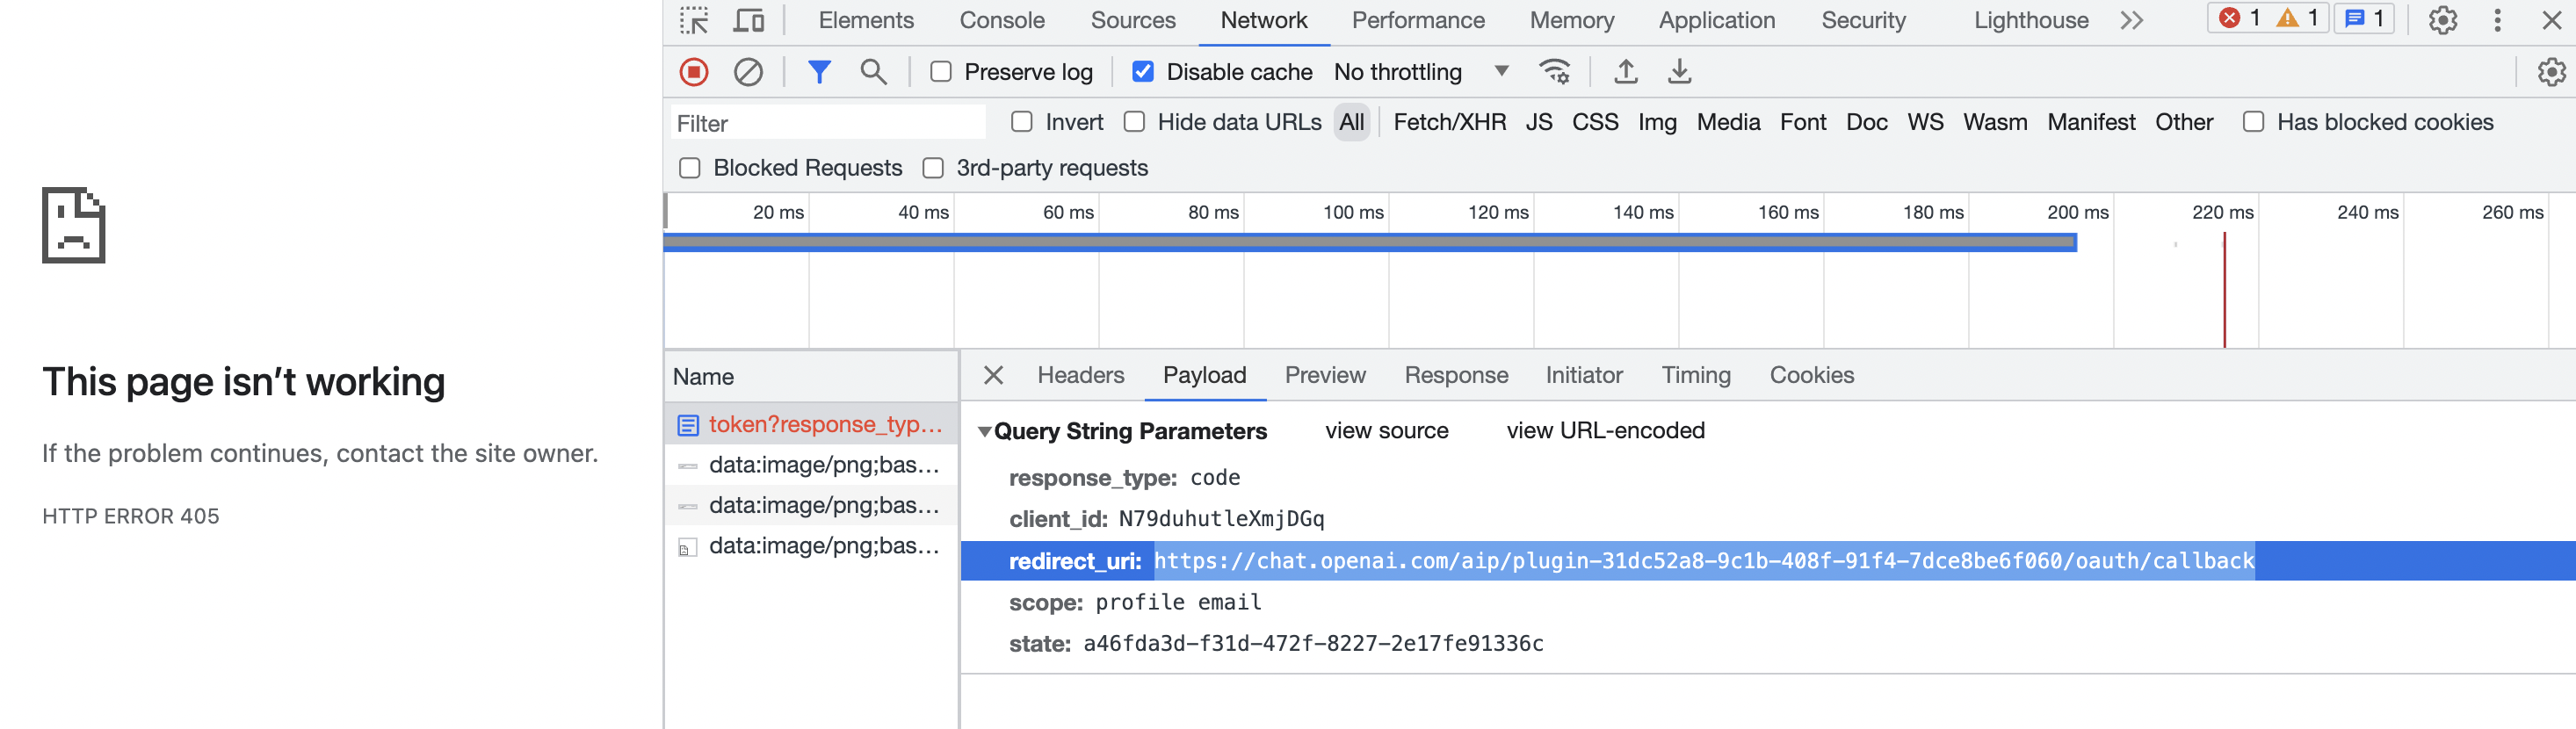 Elements Console Sources Network Performance Memory Application Security Lighthouse 1 1 1
Preserve log Disable cache No throttling
Filter Invert Hide data URLs All Fetch/XHR JS CSS Img Media Font Doc WS Wasm Manifest Other Has blocked cookies
Blocked Requests 3rd-party requests
20 ms 40 ms 60 ms 80 ms 100 ms 120 ms 140 ms 160 ms 180 ms 200 ms 220 ms 240 ms 260 ms
This page isn’t working
If the problem continues, contact the site owner.
HTTP ERROR 405
Name
token?response_typ...
data:image/png;bas...
data:image/png;bas...
data:image/png;bas...
Headers Payload Preview Response Initiator Timing Cookies
Query String Parameters view source view URL-encoded
response_type: code
client_id: N79duhutleXmjDGq
redirect_uri: https://chat.openai.com/aip/plugin-31dc52a8-9c1b-408f-91f4-7dce8be6f060/oauth/callback
scope: profile email
state: a46fda3d-f31d-472f-8227-2e17fe91336c